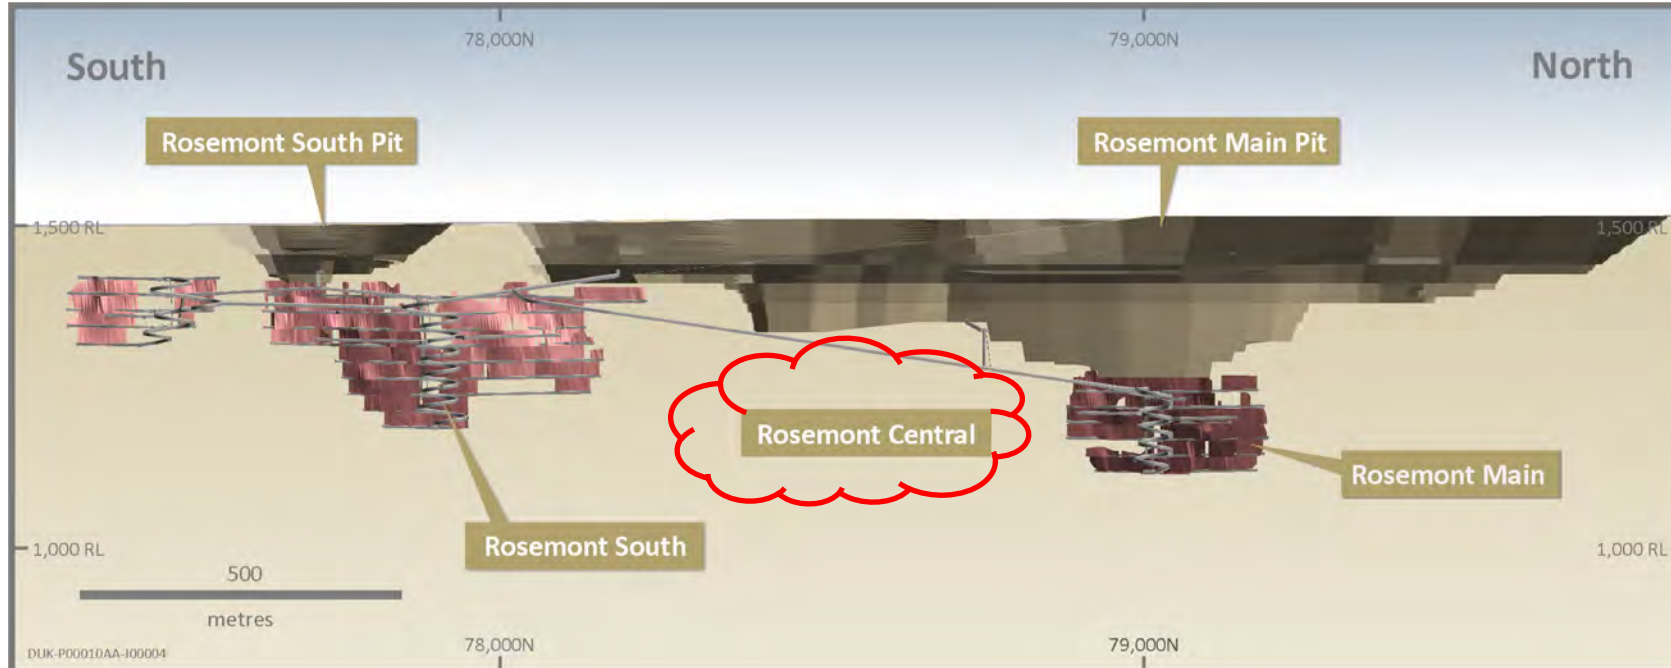 78,000N
79,000N
South
North
Rosemont South Pit
Rosemont Main Pit
1,500 RL
1,500 RL
Rosemont Central
Rosemont Main
Rosemont South
1,000 RL
1,000 RL
500
metres
78,000N
79,000N
DUK-P00010AA-J00004